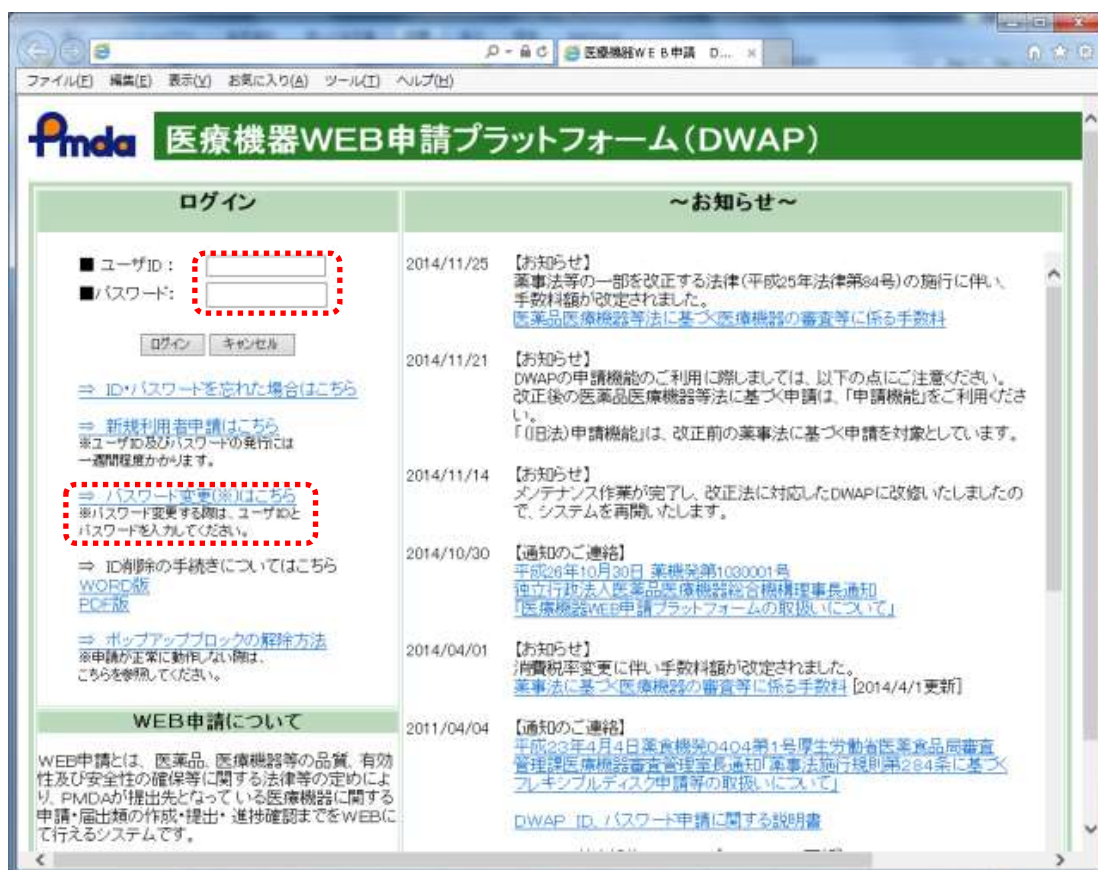 医療機器WEB申請 D...
ファイル(F) 編集(E) 表示(V) お気に入り(A) ツール(T) ヘルプ(H)
Pmda 医療機器WEB申請プラットフォーム(DWAP)
ログイン
■ ユーザID:
■パスワード:
ログイン キャンセル
⇒ ID・パスワードを忘れた場合はこちら
⇒ 新規利用者申請はこちら
※ユーザID及びパスワードの発行には
一週間程度かかります。
⇒ パスワード変更(※)はこちら
※パスワード変更する際は、ユーザIDと
パスワードを入力してください。
⇒ ID削除の手続きについてはこちら
WORD版
PDF版
⇒ ポップアップブロックの解除方法
※申請が正常に動作しない際は、
こちらを参照してください。
WEB申請について
WEB申請とは、医薬品、医療機器等の品質、有効
性及び安全性の確保等に関する法律等の定めによ
り、PMDAが提出先となっている医療機器に関する
申請・届出類の作成・提出・進捗確認までをWEBに
て行えるシステムです。
~お知らせ~
2014/11/25 【お知らせ】
薬事法等の一部を改正する法律(平成25年法律第84号)の施行に伴い、
手数料額が改定されました。
医薬品医療機器等法に基づく医療機器の審査等に係る手数料
2014/11/21 【お知らせ】
DWAPの申請機能のご利用に際しましては、以下の点にご注意ください。
改正後の医薬品医療機器等法に基づく申請は、「申請機能」をご利用くださ
い。
「(旧法)申請機能」は、改正前の薬事法に基づく申請を対象としています。
2014/11/14 【お知らせ】
メンテナンス作業が完了し、改正法に対応したDWAPに改修いたしましたの
で、システムを再開いたします。
2014/10/30 【通知のご連絡】
平成26年10月30日 薬機発第1030001号
独立行政法人医薬品医療機器総合機構理事長通知
「医療機器WEB申請プラットフォームの取扱いについて」
2014/04/01 【お知らせ】
消費税率変更に伴い手数料額が改定されました。
薬事法に基づく医療機器の審査等に係る手数料 [2014/4/1更新]
2011/04/04 【通知のご連絡】
平成23年4月4日薬食機発0404第1号厚生労働省医薬食品局審査
管理課医療機器審査管理室長通知「薬事法施行規則第284条に基づく
フレキシブルディスク申請等の取扱いについて」
DWAP ID、パスワード申請に関する説明書